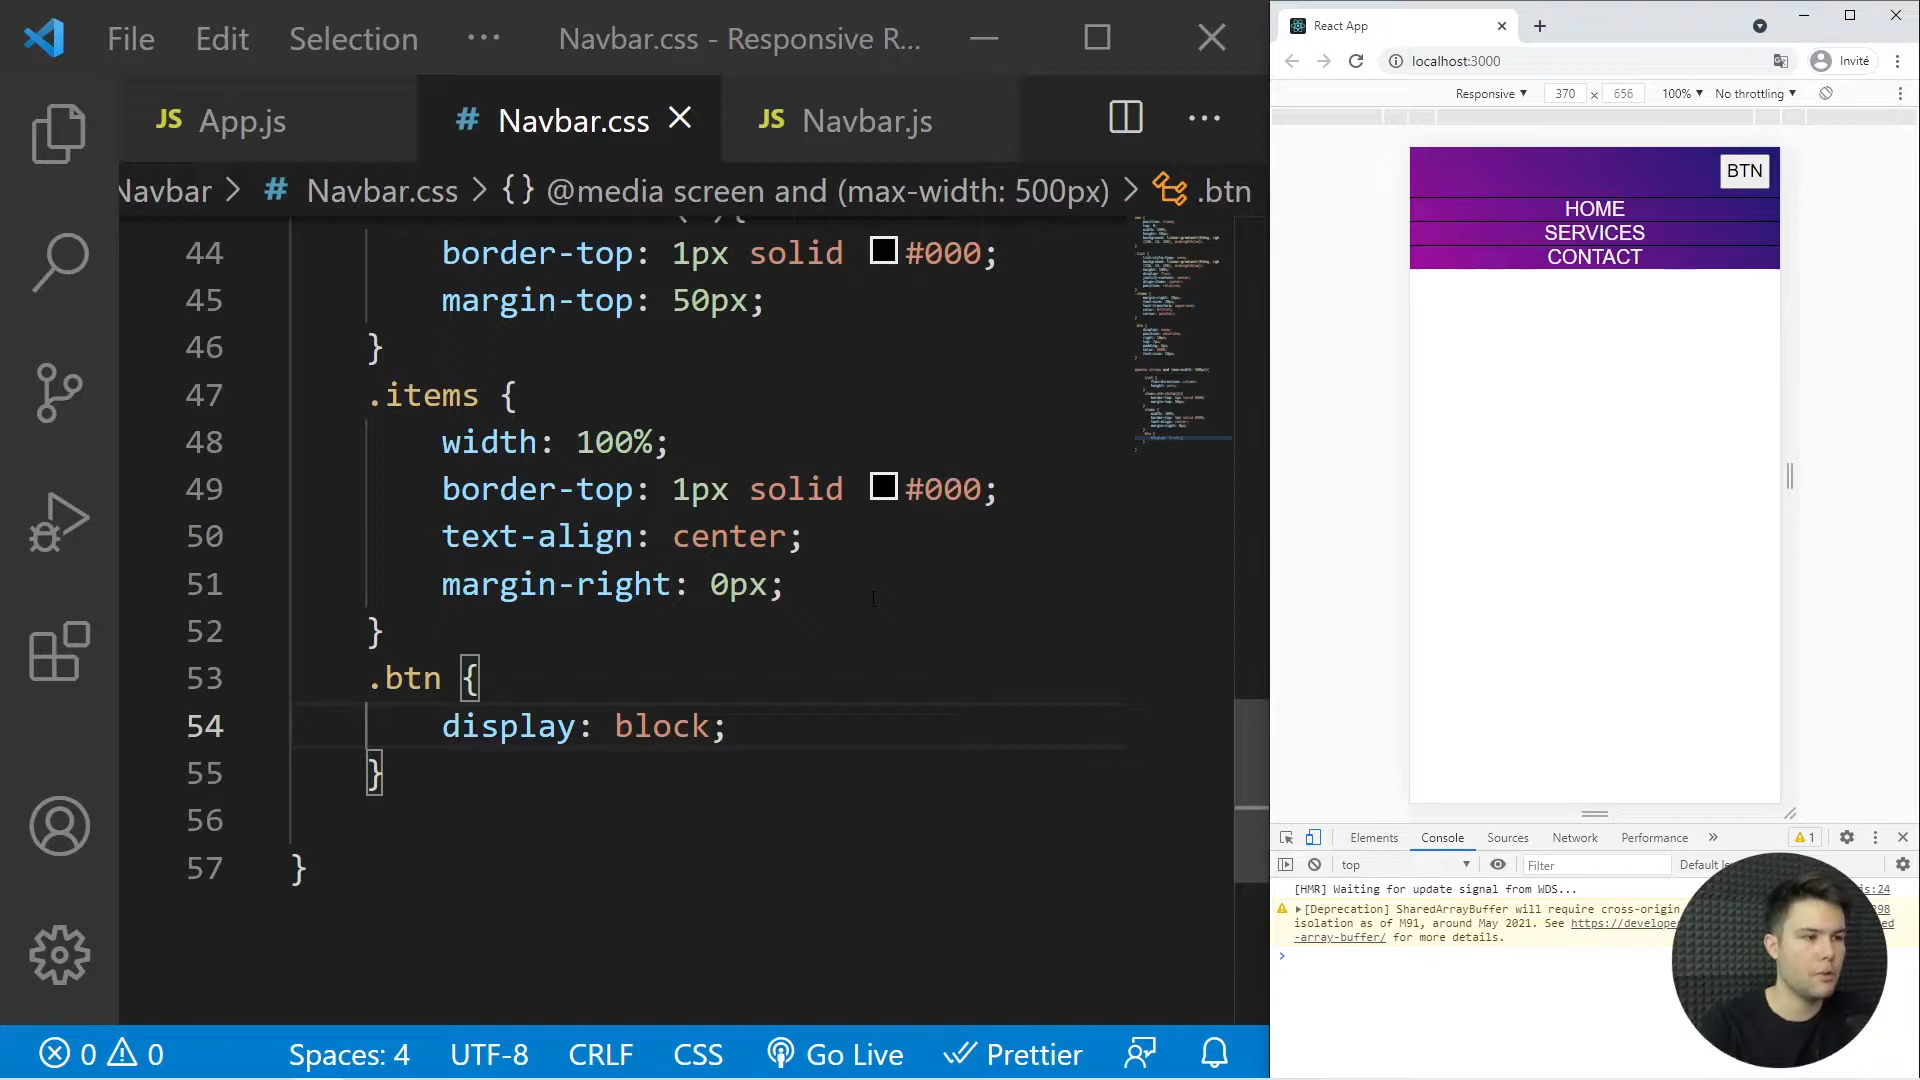 File Edit Selection ··· Navbar.css - Responsive R...
JS App.js # Navbar.css JS Navbar.js ···
Navbar > # Navbar.css > {} @media screen and (max-width: 500px) > .btn
44 border-top: 1px solid #000;
45 margin-top: 50px;
46 }
47 .items {
48 width: 100%;
49 border-top: 1px solid #000;
50 text-align: center;
51 margin-right: 0px;
52 }
53 .btn {
54 display: block;
55 }
56
57 }
0 0 Spaces: 4 UTF-8 CRLF CSS Go Live Prettier
React App
localhost:3000 Invité
Responsive 370 x 656 100% No throttling
BTN
HOME
SERVICES
CONTACT
Elements Console Sources Network Performance » 1
top Filter
[HMR] Waiting for update signal from WDS... is:24
[Deprecation] SharedArrayBuffer will require cross-origin 298
isolation as of M91, around May 2021. See https://develope ed
-array-buffer/ for more details.
>